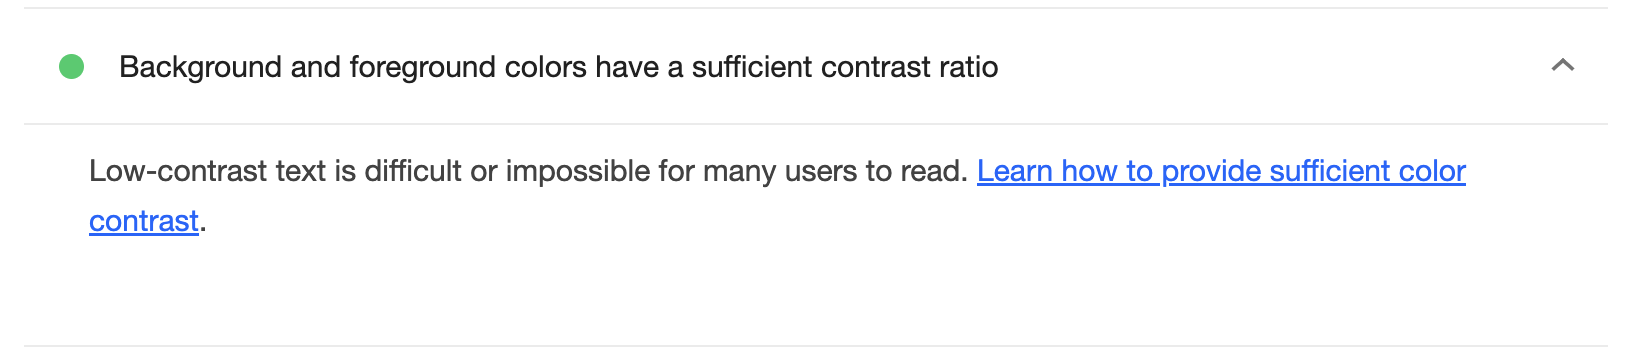 Background and foreground colors have a sufficient contrast ratio
Low-contrast text is difficult or impossible for many users to read. Learn how to provide sufficient color
contrast.